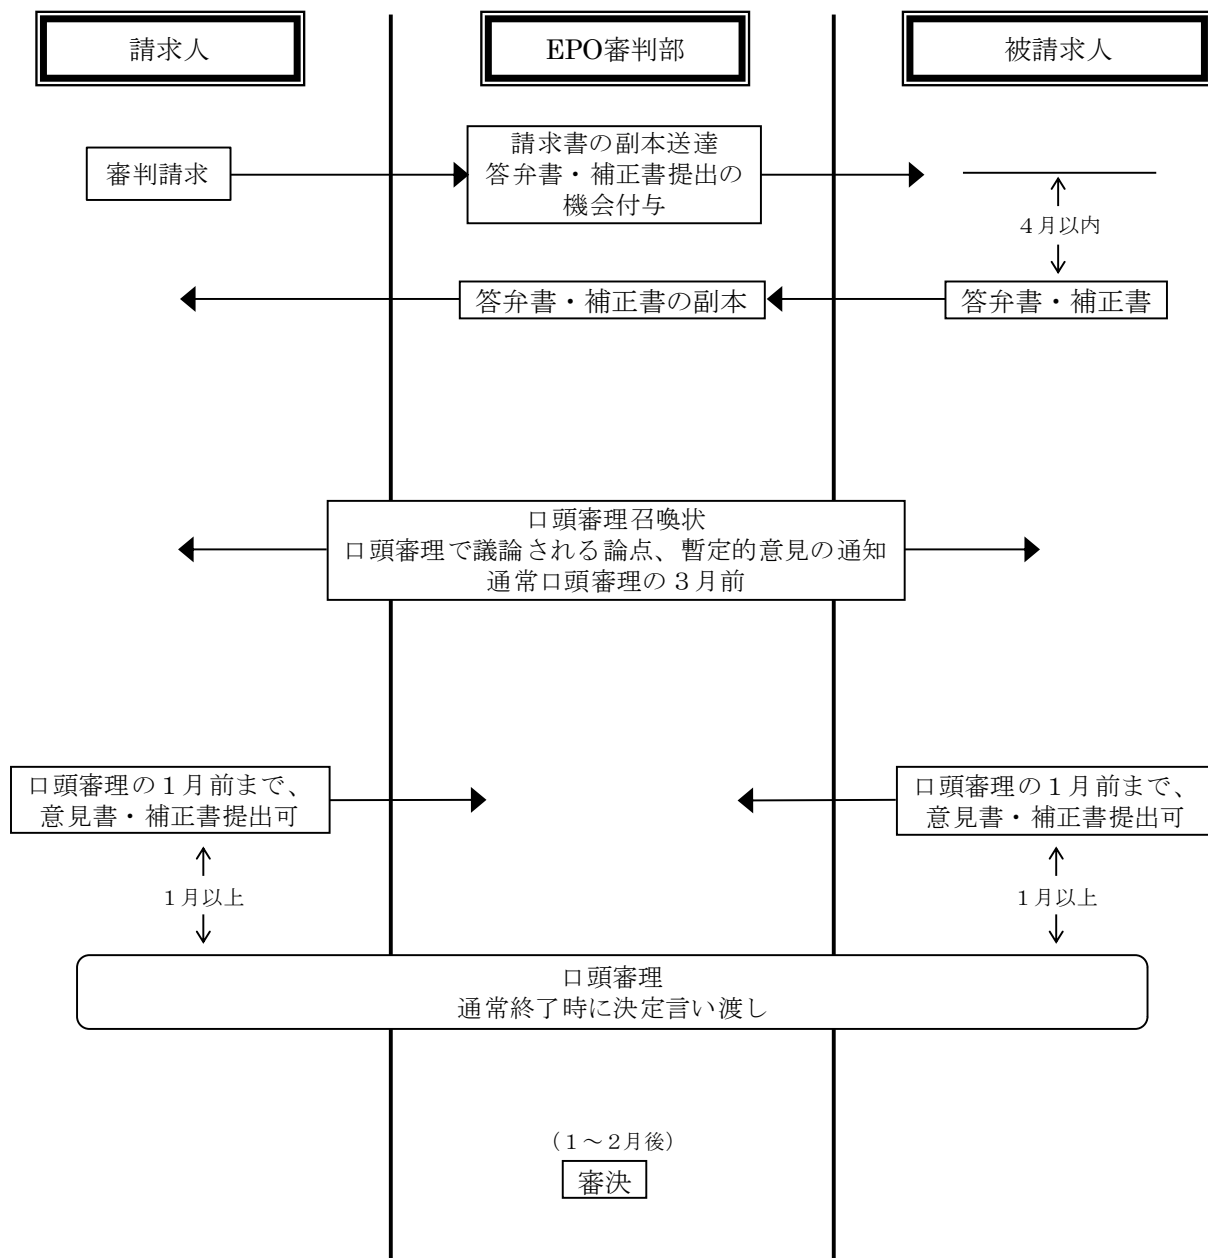 請求人
EPO審判部
被請求人
審判請求
請求書の副本送達
答弁書・補正書提出の
機会付与
４月以内
答弁書・補正書の副本
答弁書・補正書
口頭審理召喚状
口頭審理で議論される論点、暫定的意見の通知
通常口頭審理の３月前
口頭審理の１月前まで、
意見書・補正書提出可
口頭審理の１月前まで、
意見書・補正書提出可
１月以上
１月以上
口頭審理
通常終了時に決定言い渡し
（１～２月後）
審決